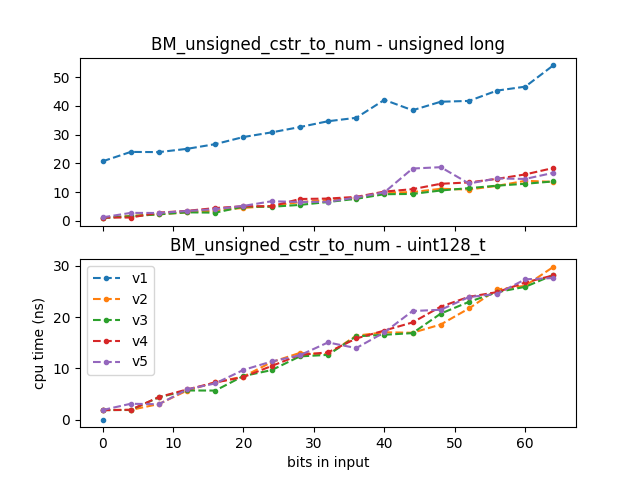 BM_unsigned_cstr_to_num - unsigned long
50
40
30
20
10
0
BM_unsigned_cstr_to_num - uint128_t
30
20
10
0
cpu time (ns)
v1
v2
v3
v4
v5
0 10 20 30 40 50 60
bits in input